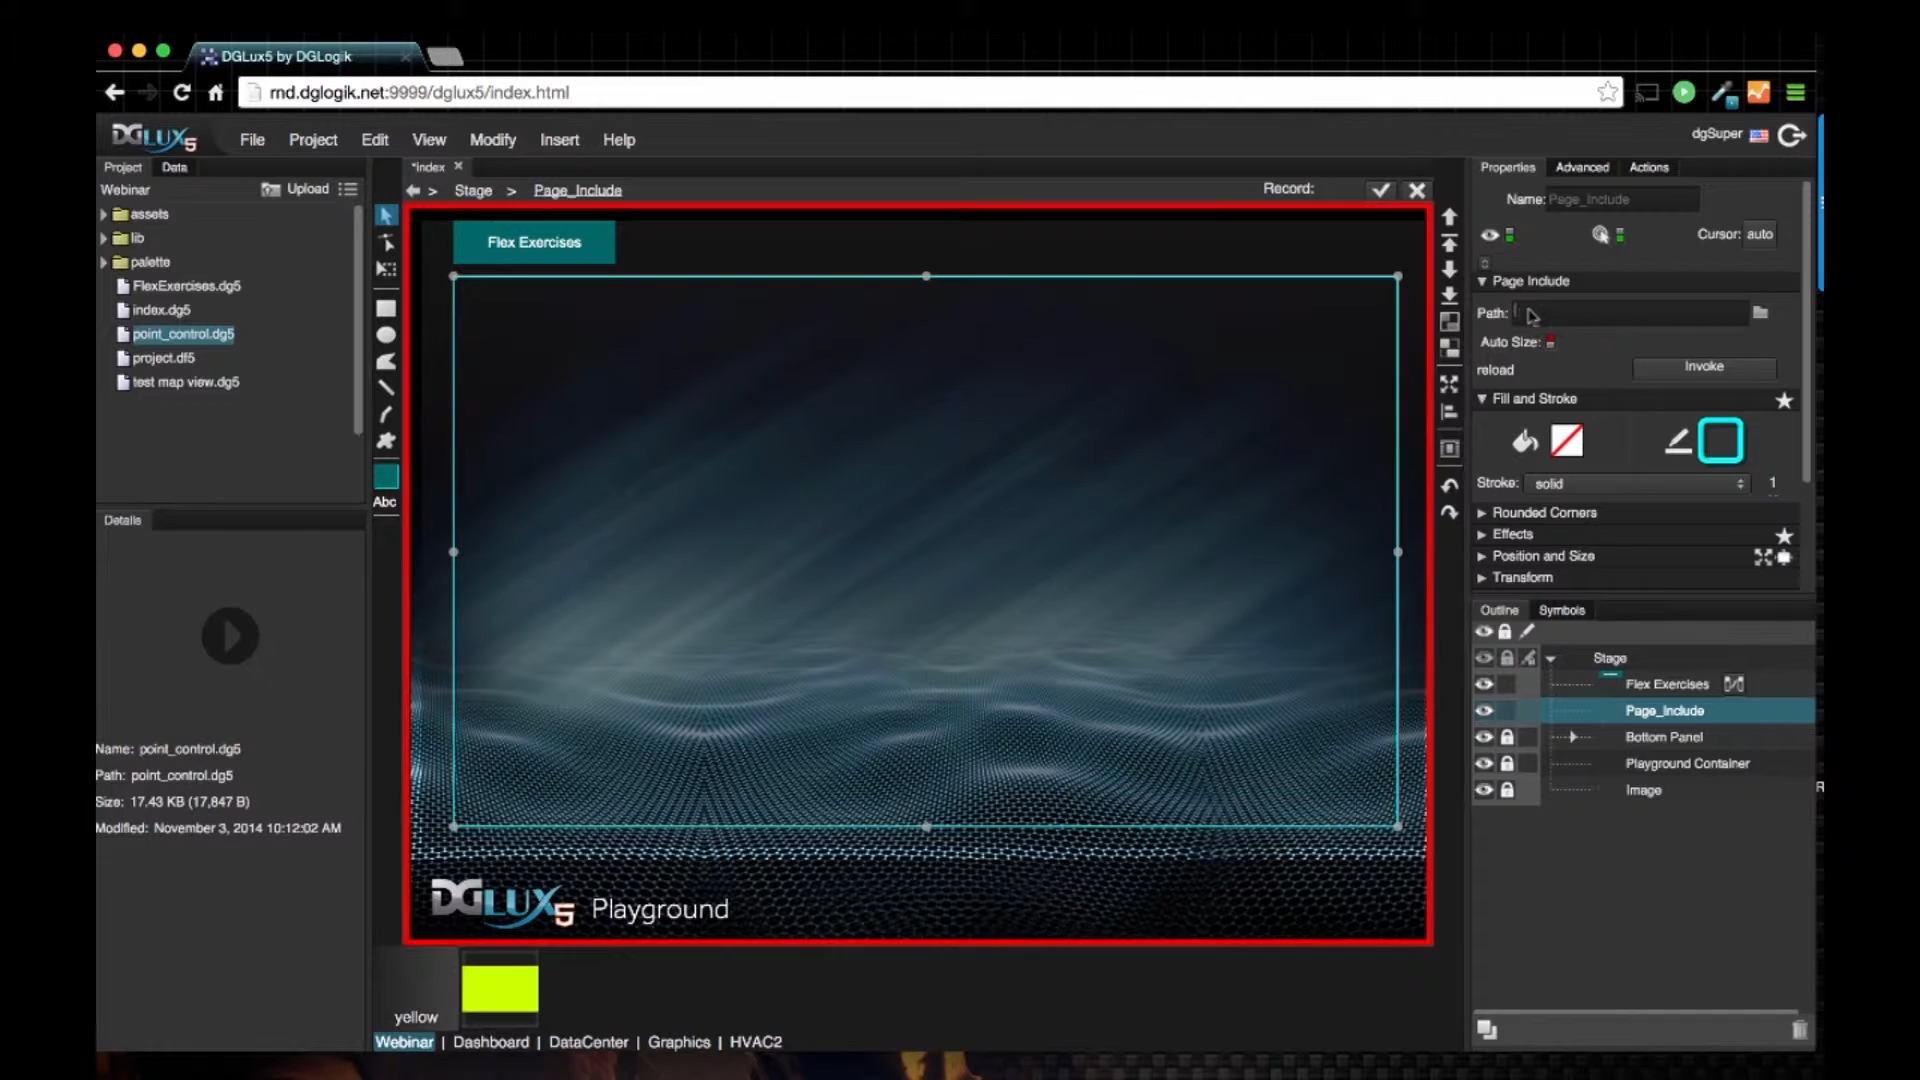 DGLux5 by DGLogik
rnd.dglogik.net:9999/dglux5/index.html
DGLUX5
File Project Edit View Modify Insert Help
dgSuper
Project Data
*index
Properties Advanced Actions
Webinar Upload
Stage > Page_Include
Record:
Name: Page_Include
assets
lib
palette
FlexExercises.dg5
index.dg5
point_control.dg5
project.df5
test map view.dg5
Flex Exercises
Cursor: auto
Page Include
Path:
Auto Size:
reload Invoke
Fill and Stroke
Stroke: solid 1
Rounded Corners
Effects
Position and Size
Transform
Abc
Details
Name: point_control.dg5
Path: point_control.dg5
Size: 17.43 KB (17,847 B)
Modified: November 3, 2014 10:12:02 AM
DGLUX5 Playground
Outline Symbols
Stage
Flex Exercises
Page_Include
Bottom Panel
Playground Container
Image
R
yellow
Webinar | Dashboard | DataCenter | Graphics | HVAC2